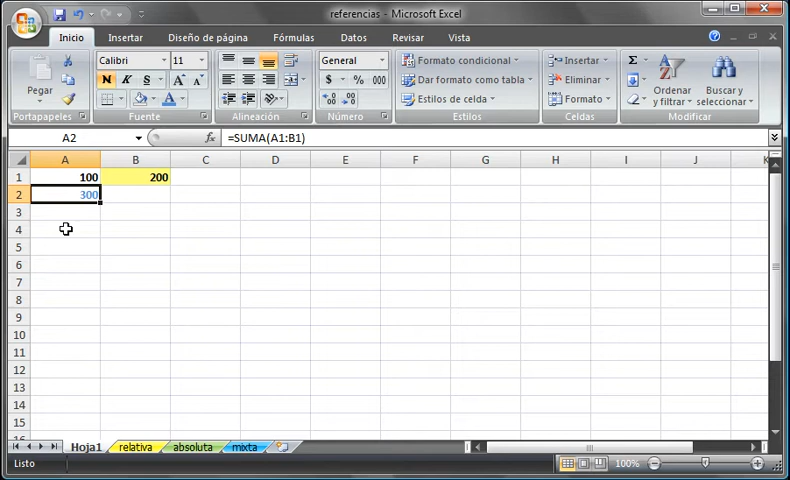 referencias - Microsoft Excel
Inicio Insertar Diseño de página Fórmulas Datos Revisar Vista
Calibri 11 General Formato condicional Insertar Σ
Pegar N K S A A $ % 000 Dar formato como tabla Eliminar Ordenar y filtrar Buscar y seleccionar
A Estilos de celda Formato
Portapapeles Fuente Alineación Número Estilos Celdas Modificar
A2 fx =SUMA(A1:B1)
A B C D E F G H I J K
1 100 200
2 300
3
4
5
6
7
8
9
10
11
12
13
14
15
16
Hoja1 relativa absoluta mixta
Listo 100%